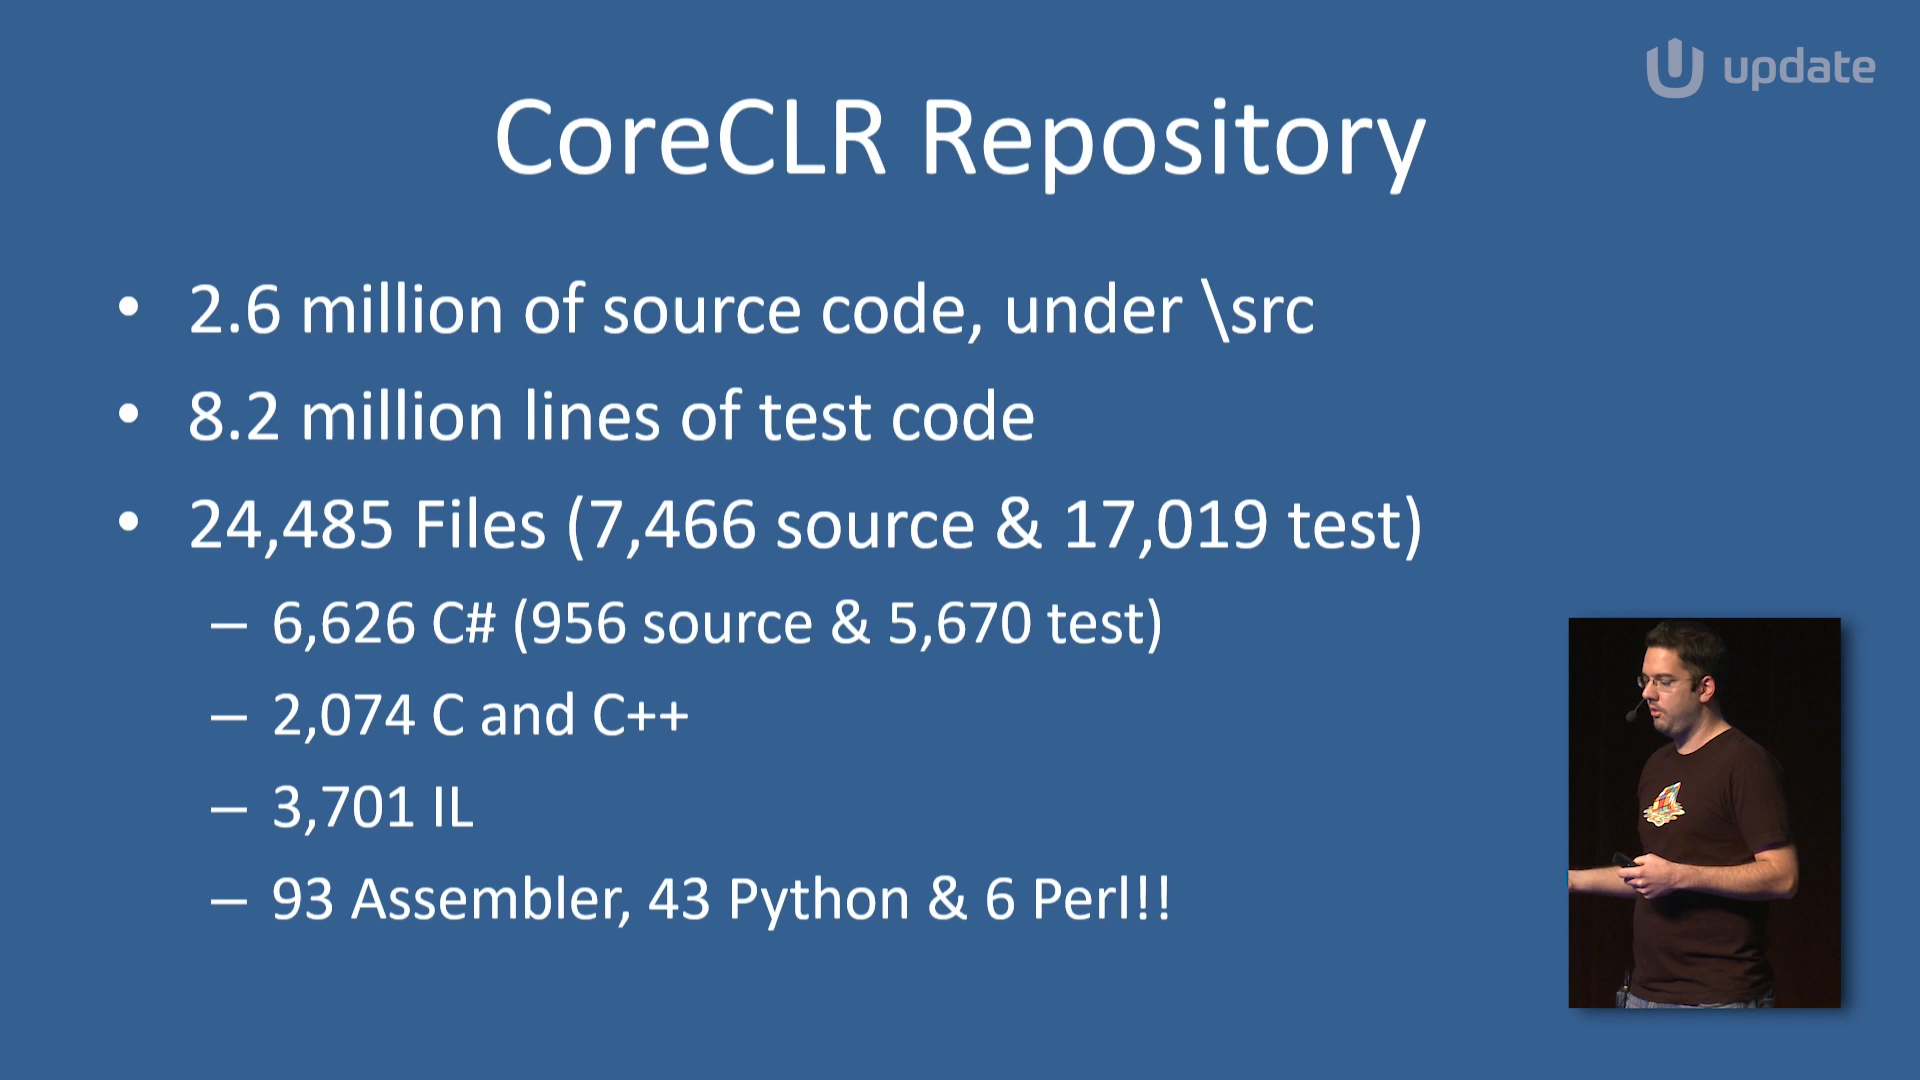 update
CoreCLR Repository
• 2.6 million of source code, under \src
• 8.2 million lines of test code
• 24,485 Files (7,466 source & 17,019 test)
– 6,626 C# (956 source & 5,670 test)
– 2,074 C and C++
– 3,701 IL
– 93 Assembler, 43 Python & 6 Perl!!